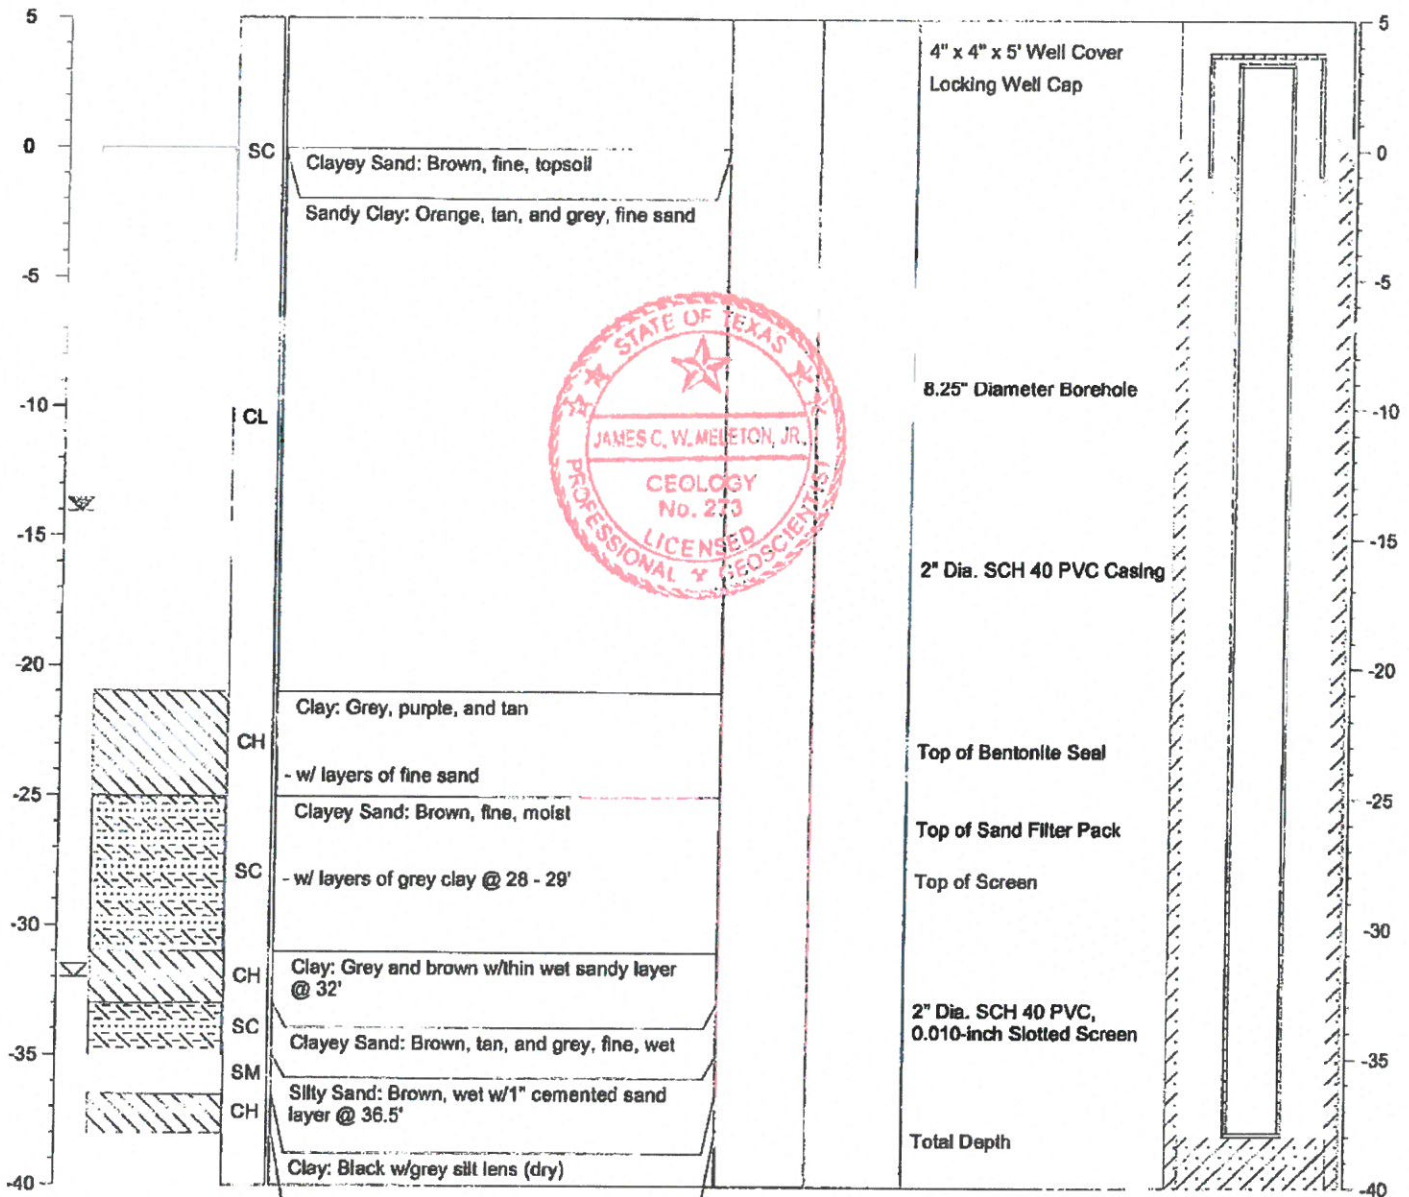 5
0
-5
-10
-15
-20
-25
-30
-35
-40
SC
CL
CH
SC
CH
SC
SM
CH
Clayey Sand: Brown, fine, topsoil
Sandy Clay: Orange, tan, and grey, fine sand
Clay: Grey, purple, and tan
- w/ layers of fine sand
Clayey Sand: Brown, fine, moist
- w/ layers of grey clay @ 28 - 29'
Clay: Grey and brown w/thin wet sandy layer
@ 32'
Clayey Sand: Brown, tan, and grey, fine, wet
Silty Sand: Brown, wet w/1" cemented sand
layer @ 36.5'
Clay: Black w/grey silt lens (dry)
STATE OF TEXAS
JAMES C. W. MELETON, JR.
GEOLOGY
No. 273
LICENSED
PROFESSIONAL GEOSCIENTIST
4" x 4" x 5' Well Cover
Locking Well Cap
8.25" Diameter Borehole
2" Dia. SCH 40 PVC Casing
Top of Bentonite Seal
Top of Sand Filter Pack
Top of Screen
2" Dia. SCH 40 PVC,
0.010-inch Slotted Screen
Total Depth
5
0
-5
-10
-15
-20
-25
-30
-35
-40